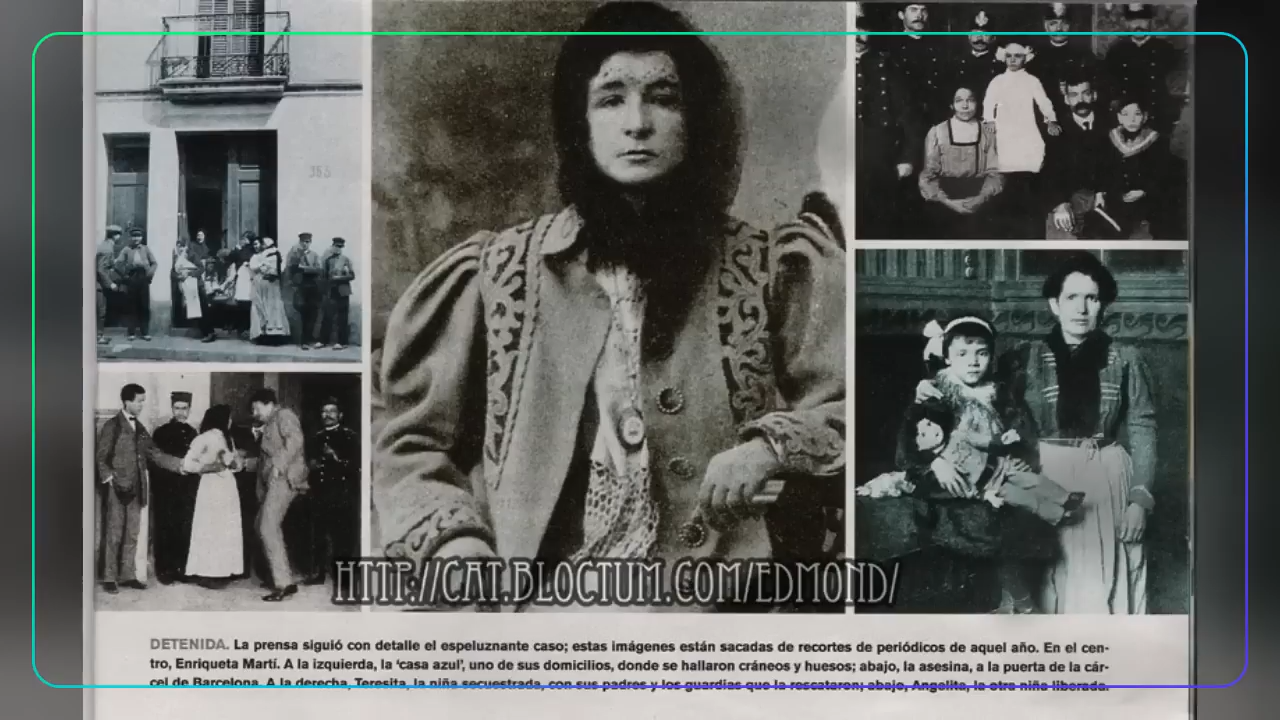 365
HTTP://CAT.BLOCTUM.COM/EDMOND/
DETENIDA. La prensa siguió con detalle el espeluznante caso; estas imágenes están sacadas de recortes de periódicos de aquel año. En el cen-
tro, Enriqueta Martí. A la izquierda, la ‘casa azul’, uno de sus domicilios, donde se hallaron cráneos y huesos; abajo, la asesina, a la puerta de la cár-
cel de Barcelona. A la derecha, Teresita, la niña secuestrada, con sus padres y los guardias que la rescataron; abajo, Angelita, la otra niña liberada.